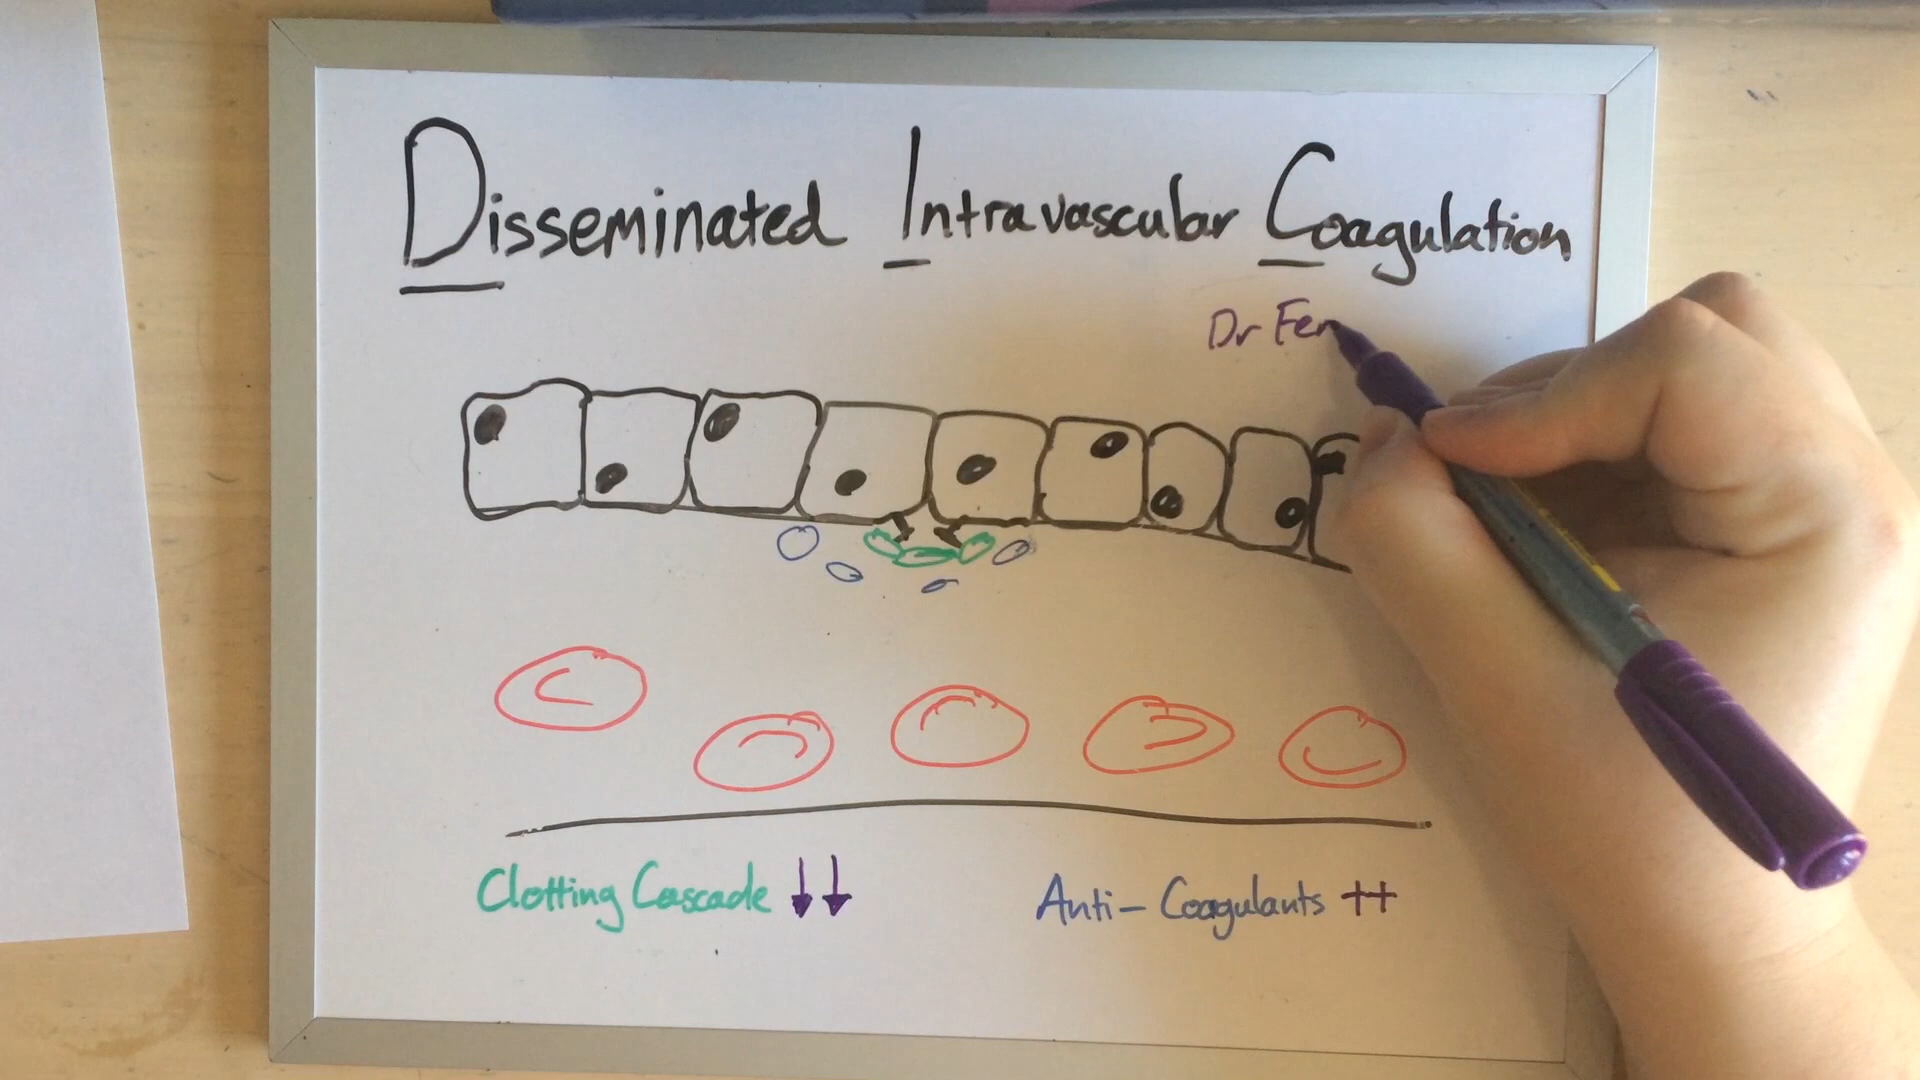 Disseminated Intravascular Coagulation
Dr Fer
Clotting Cascade ↓↓
Anti-Coagulants ++